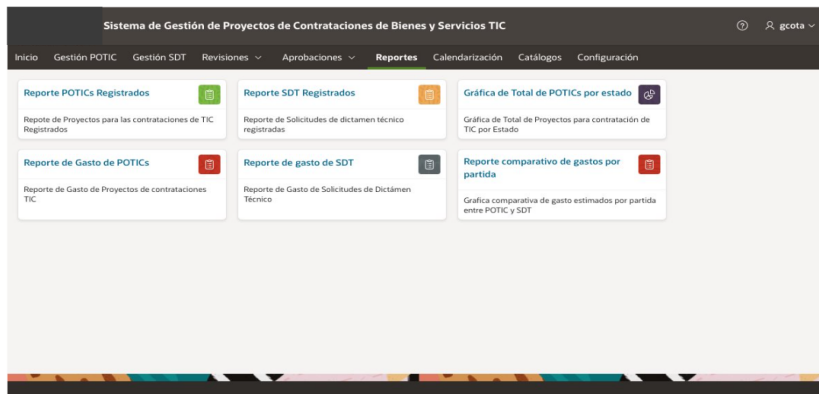 Sistema de Gestión de Proyectos de Contrataciones de Bienes y Servicios TIC
gcota
Inicio Gestión POTIC Gestión SDT Revisiones Aprobaciones Reportes Calendarización Catálogos Configuración
Reporte POTICs Registrados
Repote de Proyectos para las contrataciones de TIC
Registrados
Reporte SDT Registrados
Reporte de Solicitudes de dictamen técnico
registradas
Gráfica de Total de POTICs por estado
Gráfica de Total de Proyectos para contratación de
TIC por Estado
Reporte de Gasto de POTICs
Reporte de Gasto de Proyectos de contrataciones
TIC
Reporte de gasto de SDT
Reporte de Gasto de Solicitudes de Dictámen
Técnico
Reporte comparativo de gastos por
partida
Grafica comparativa de gasto estimados por partida
entre POTIC y SDT